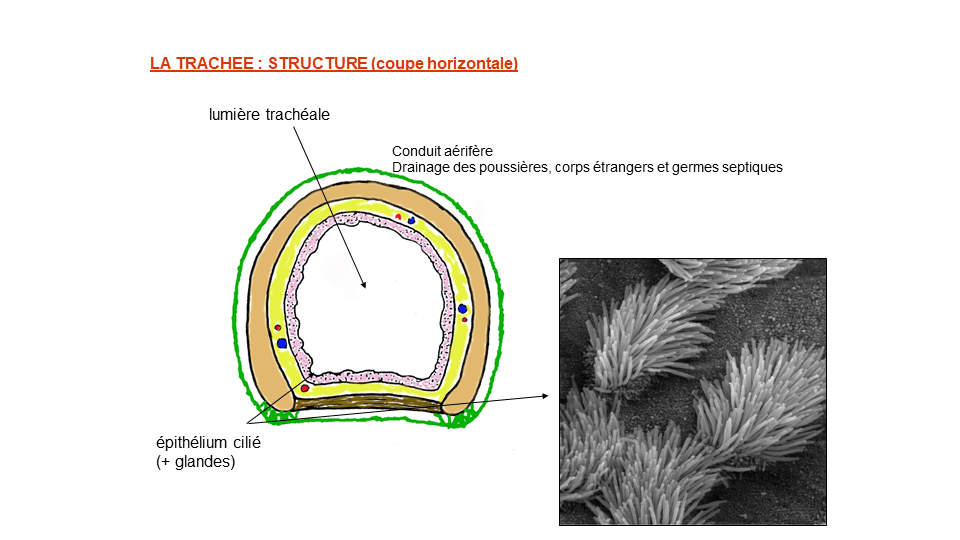 LA TRACHEE : STRUCTURE (coupe horizontale)
lumière trachéale
Conduit aérifère
Drainage des poussières, corps étrangers et germes septiques
épithélium cilié
(+ glandes)